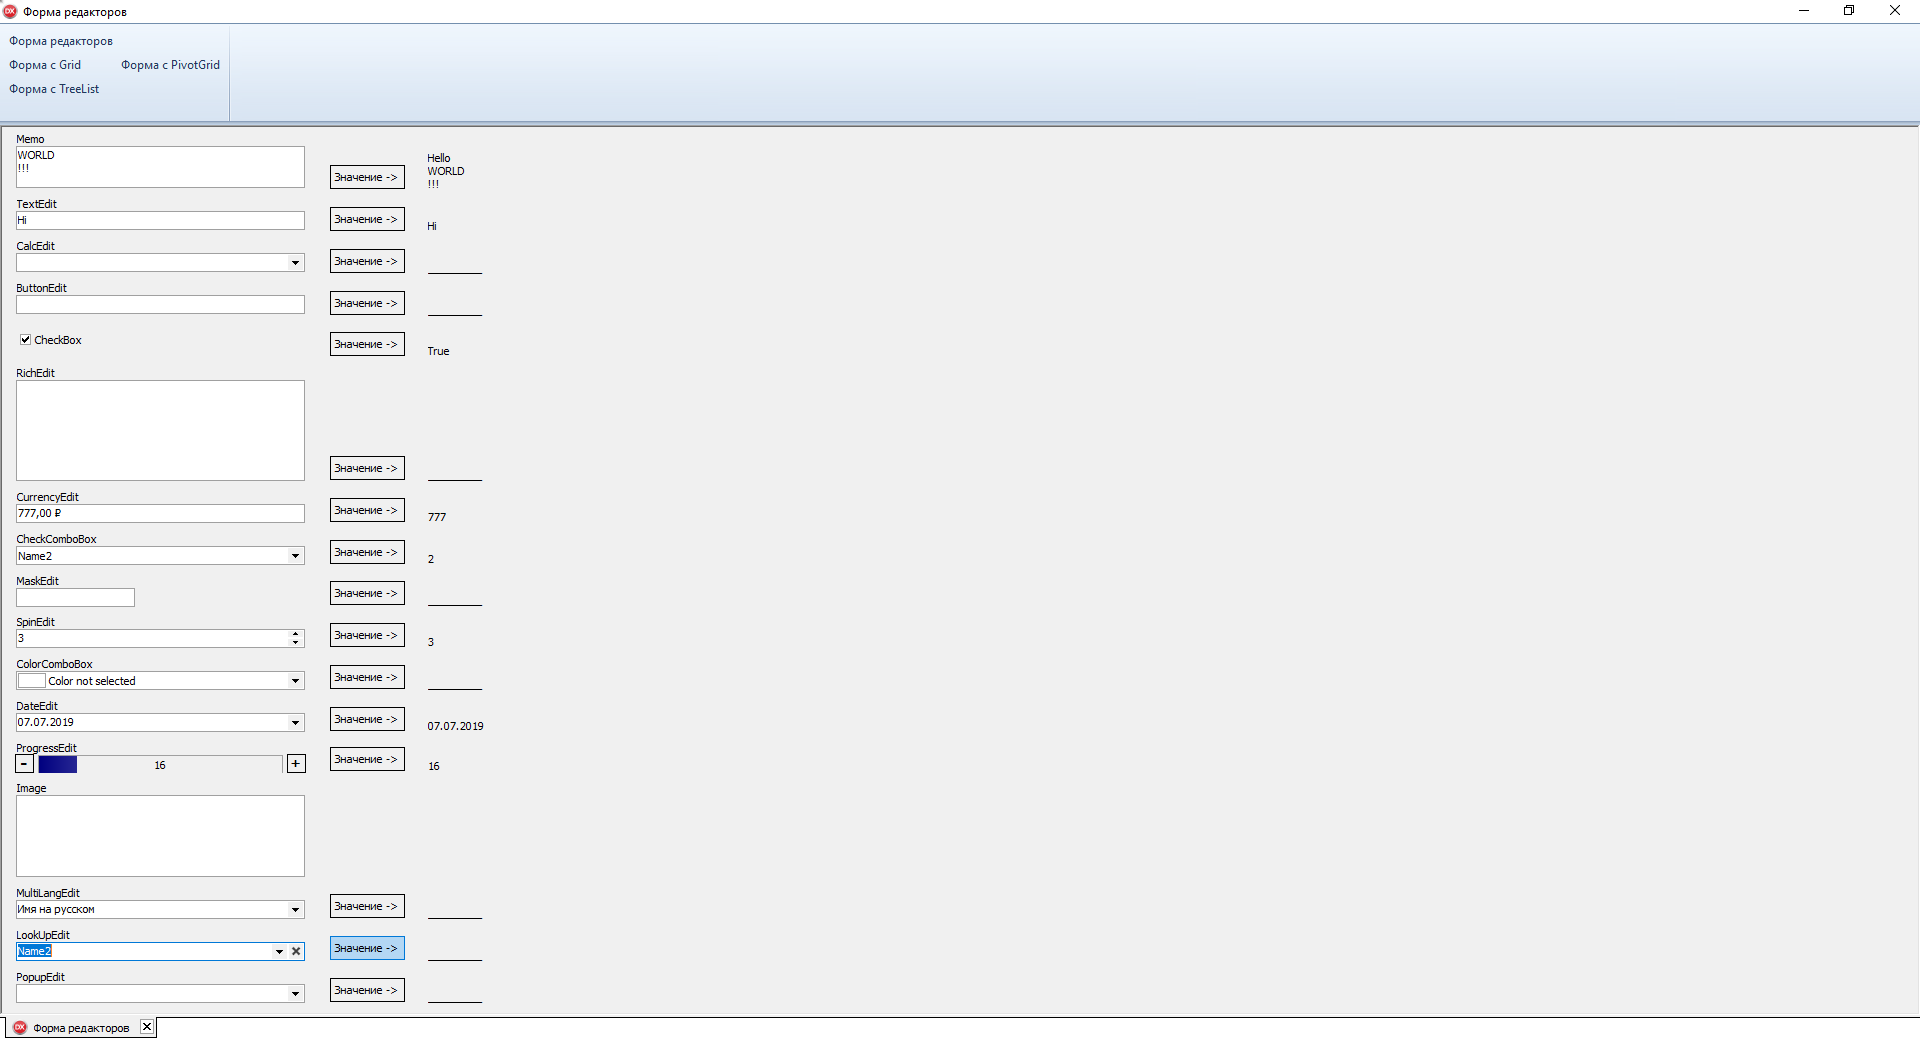 DX Форма редакторов
Форма редакторов
Форма с Grid Форма с PivotGrid
Форма с TreeList
Memo
WORLD
!!!
Значение ->
Hello
WORLD
!!!
TextEdit
Hi
Значение ->
Hi
CalcEdit
Значение ->
ButtonEdit
Значение ->
CheckBox
Значение ->
True
RichEdit
Значение ->
CurrencyEdit
777,00 ₽
Значение ->
777
CheckComboBox
Name2
Значение ->
2
MaskEdit
Значение ->
SpinEdit
3
Значение ->
3
ColorComboBox
Color not selected
Значение ->
DateEdit
07.07.2019
Значение ->
07.07.2019
ProgressEdit
- 16 +
Значение ->
16
Image
MultiLangEdit
Имя на русском
Значение ->
LookUpEdit
Name2
Значение ->
PopupEdit
Значение ->
DX Форма редакторов